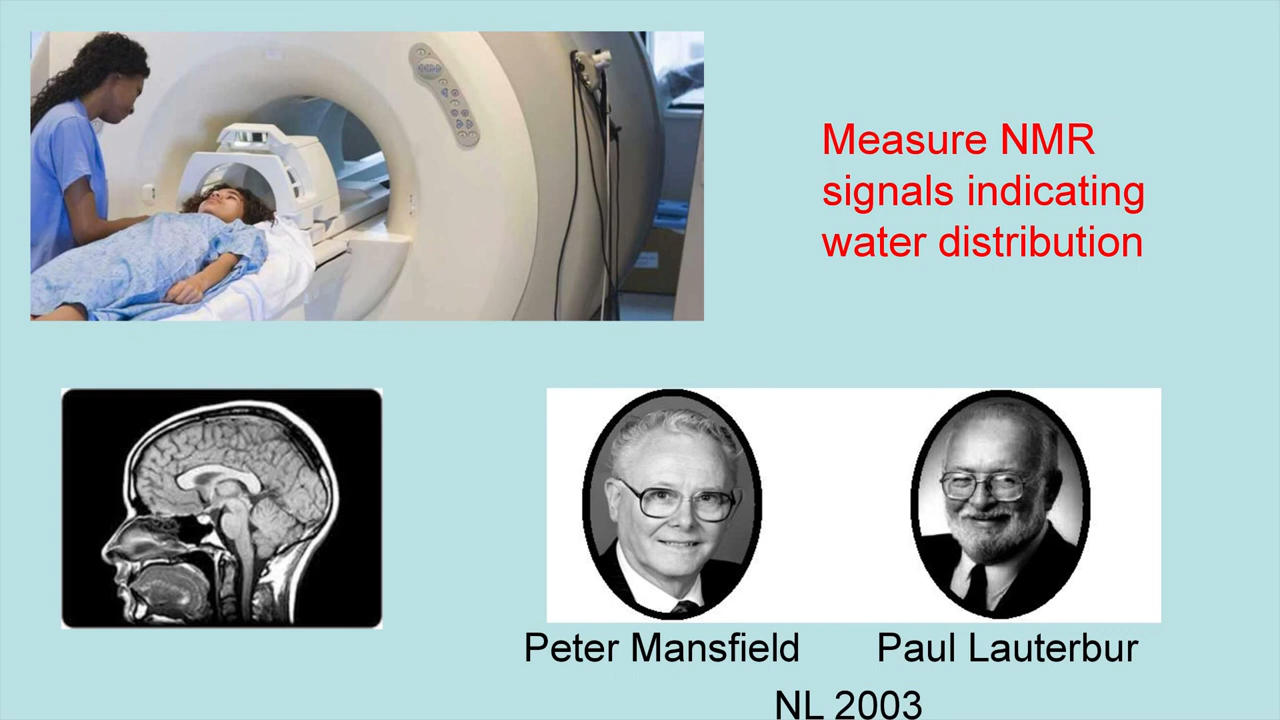 Measure NMR
signals indicating
water distribution
Peter Mansfield
Paul Lauterbur
NL 2003